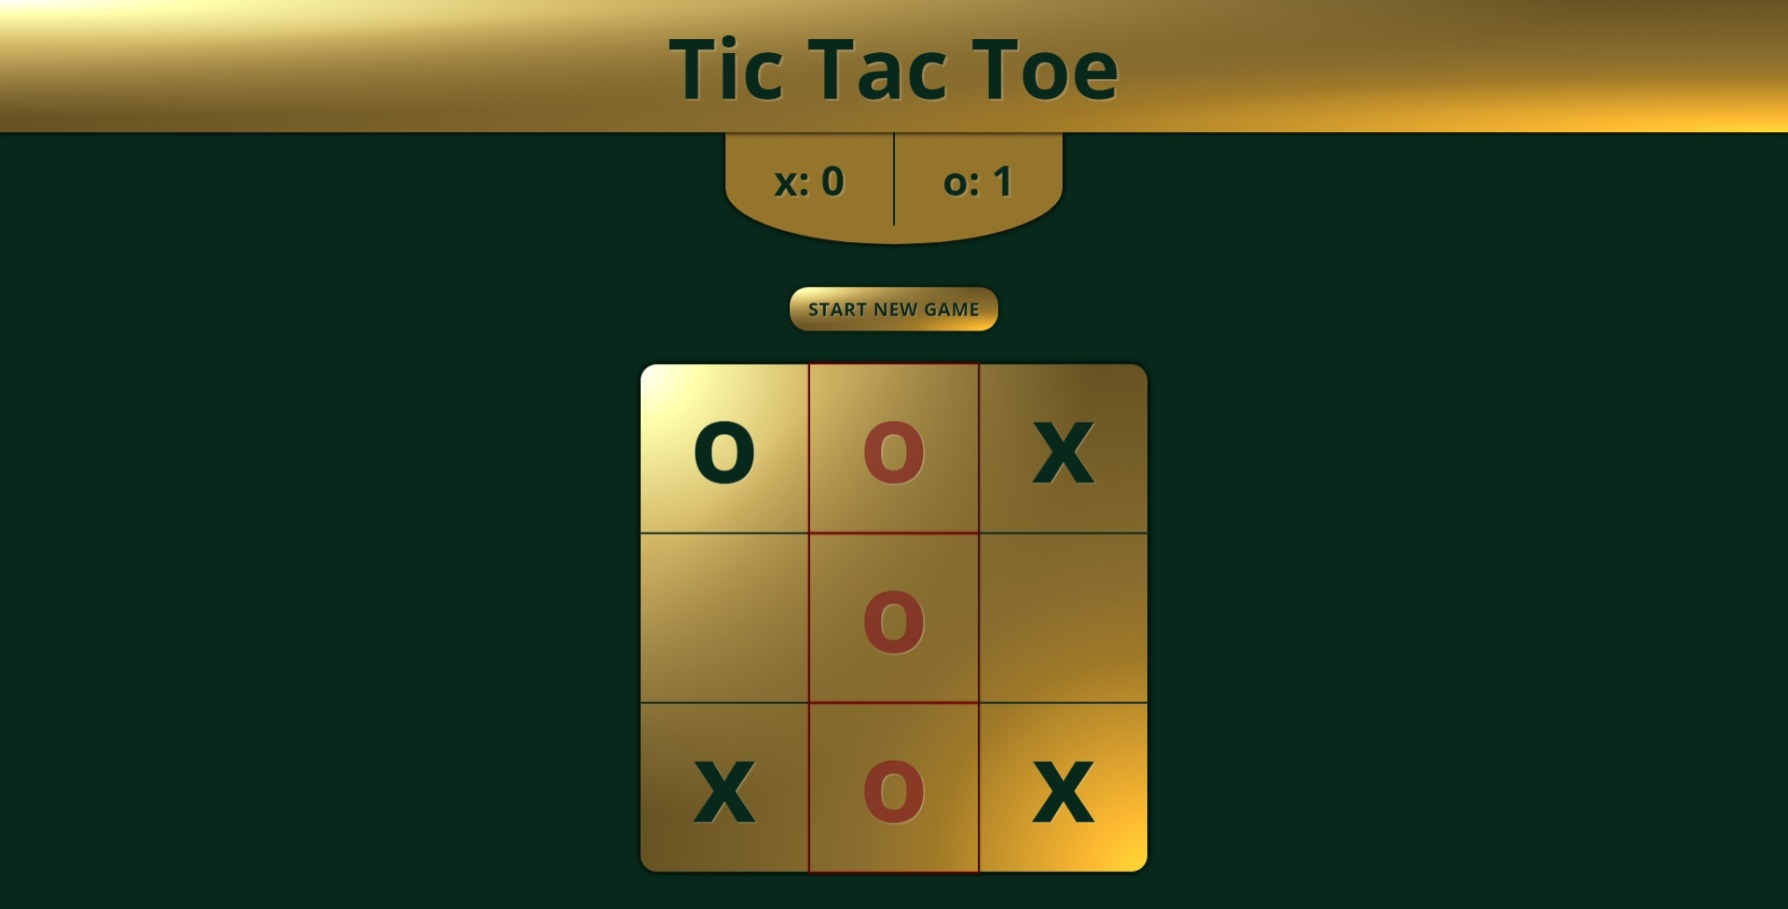 Tic Tac Toe
x: 0 o: 1
START NEW GAME
O O X
O
X O X